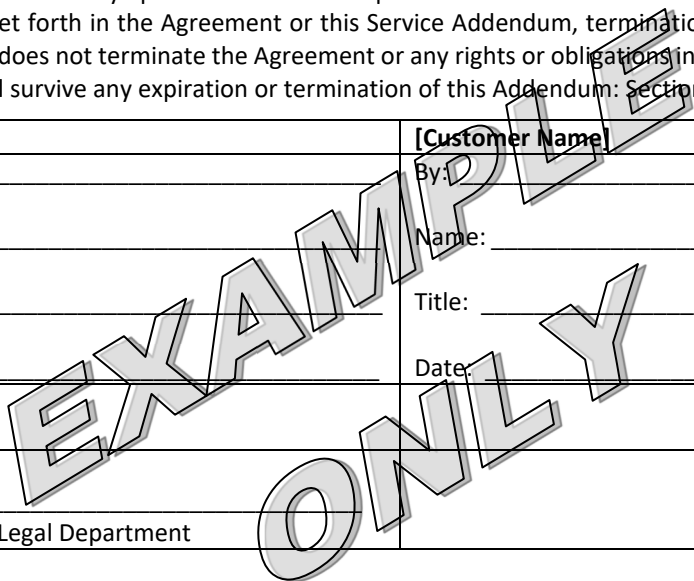 et forth in the Agreement or this Service Addendum,
does not terminate the Agreement or any rights or obligations in
survive any expiration or termination of this Addendum: Section
[Customer Name]
By:
Name:
Title:
Date:
Legal Department
EXAMPLE
ONLY